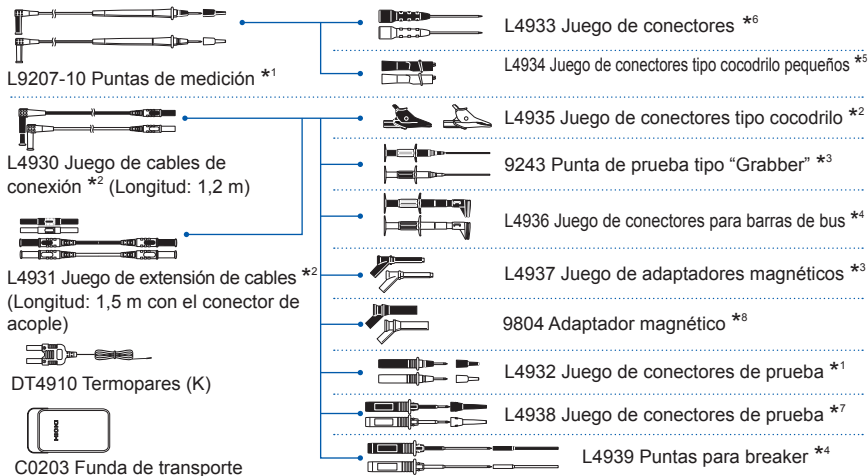 L9207-10 Puntas de medición *1
L4930 Juego de cables de
conexión *2 (Longitud: 1,2 m)
L4931 Juego de extensión de cables *2
(Longitud: 1,5 m con el conector de
acople)
DT4910 Termopares (K)
HIOKI
C0203 Funda de transporte
L4933 Juego de conectores *6
L4934 Juego de conectores tipo cocodrilo pequeños *5
L4935 Juego de conectores tipo cocodrilo *2
9243 Punta de prueba tipo “Grabber” *3
L4936 Juego de conectores para barras de bus *4
L4937 Juego de adaptadores magnéticos *3
9804 Adaptador magnético *8
L4932 Juego de conectores de prueba *1
L4938 Juego de conectores de prueba *7
L4939 Puntas para breaker *4